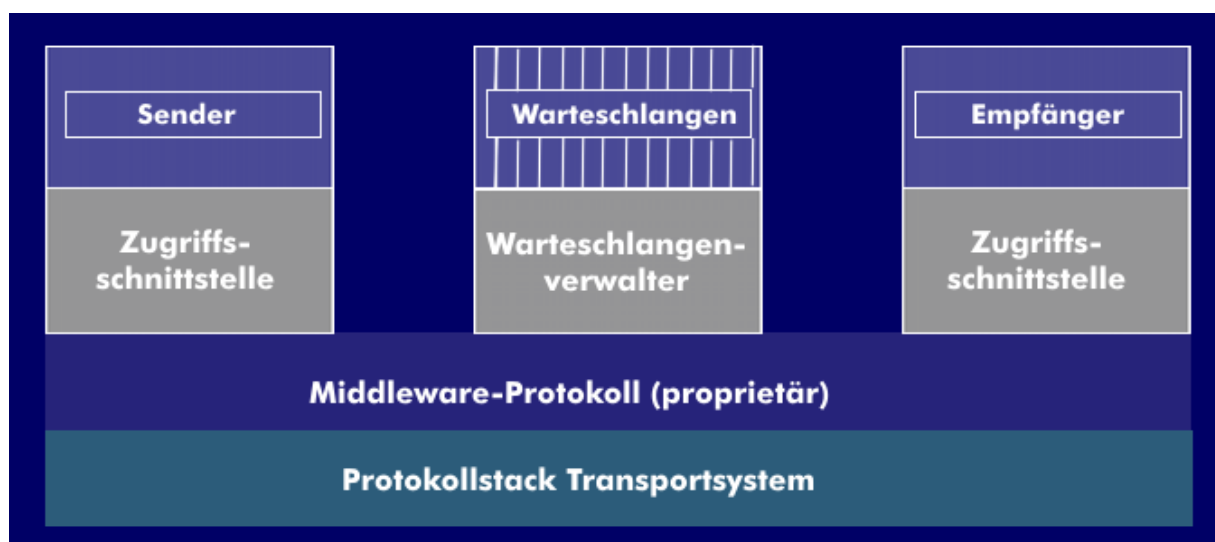 Sender
Warteschlangen
Empfänger
Zugriffs-
schnittstelle
Warteschlangen-
verwalter
Zugriffs-
schnittstelle
Middleware-Protokoll (proprietär)
Protokollstack Transportsystem